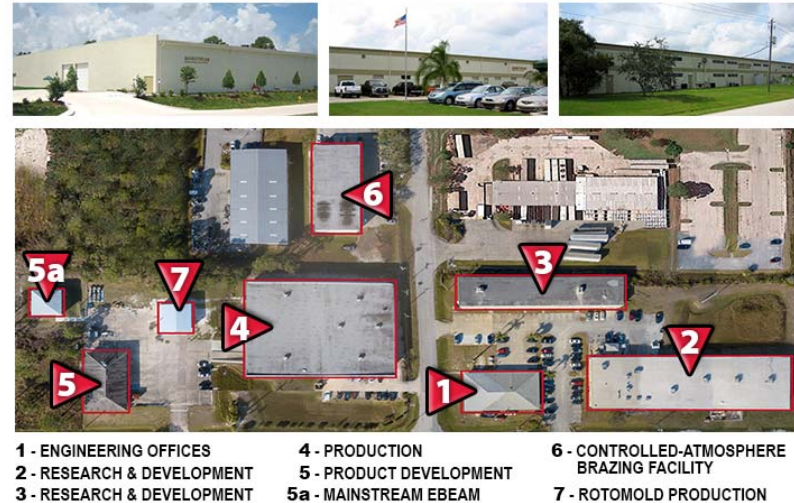 6
5a
7
3
4
2
5
1
1 - ENGINEERING OFFICES
2 - RESEARCH & DEVELOPMENT
3 - RESEARCH & DEVELOPMENT
4 - PRODUCTION
5 - PRODUCT DEVELOPMENT
5a - MAINSTREAM EBEAM
6 - CONTROLLED-ATMOSPHERE
BRAZING FACILITY
7 - ROTOMOLD PRODUCTION